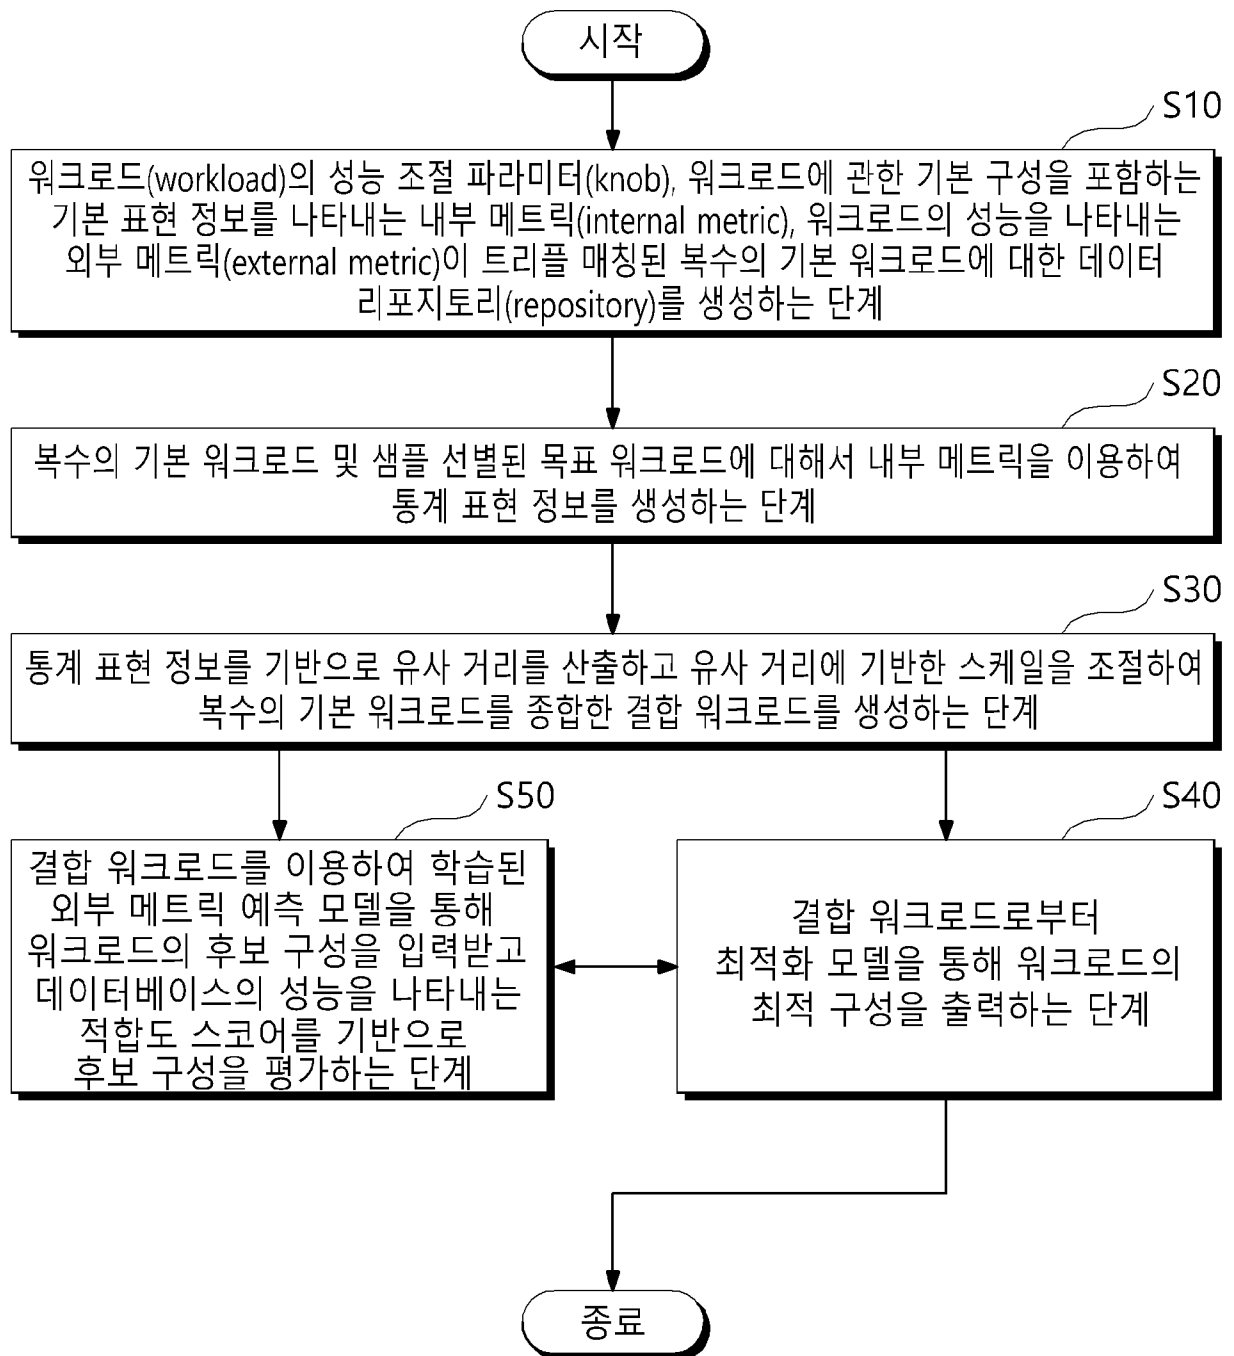 시작
S10
워크로드(workload)의 성능 조절 파라미터(knob), 워크로드에 관한 기본 구성을 포함하는
기본 표현 정보를 나타내는 내부 메트릭(internal metric), 워크로드의 성능을 나타내는
외부 메트릭(external metric)이 트리플 매칭된 복수의 기본 워크로드에 대한 데이터
리포지토리(repository)를 생성하는 단계
S20
복수의 기본 워크로드 및 샘플 선별된 목표 워크로드에 대해서 내부 메트릭을 이용하여
통계 표현 정보를 생성하는 단계
S30
통계 표현 정보를 기반으로 유사 거리를 산출하고 유사 거리에 기반한 스케일을 조절하여
복수의 기본 워크로드를 종합한 결합 워크로드를 생성하는 단계
S50
결합 워크로드를 이용하여 학습된
외부 메트릭 예측 모델을 통해
워크로드의 후보 구성을 입력받고
데이터베이스의 성능을 나타내는
적합도 스코어를 기반으로
후보 구성을 평가하는 단계
S40
결합 워크로드로부터
최적화 모델을 통해 워크로드의
최적 구성을 출력하는 단계
종료